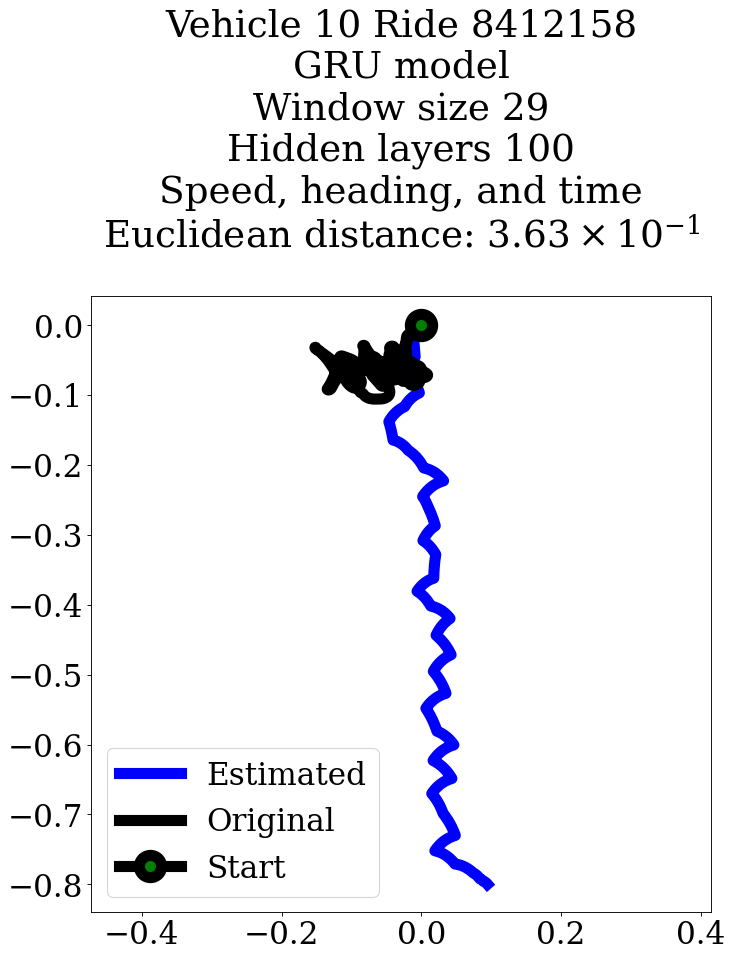 Vehicle 10 Ride 8412158
GRU model
Window size 29
Hidden layers 100
Speed, heading, and time
Euclidean distance: 3.63 × 10⁻¹
0.0
−0.1
−0.2
−0.3
−0.4
−0.5
−0.6
−0.7
−0.8
Estimated
Original
Start
−0.4 −0.2 0.0 0.2 0.4